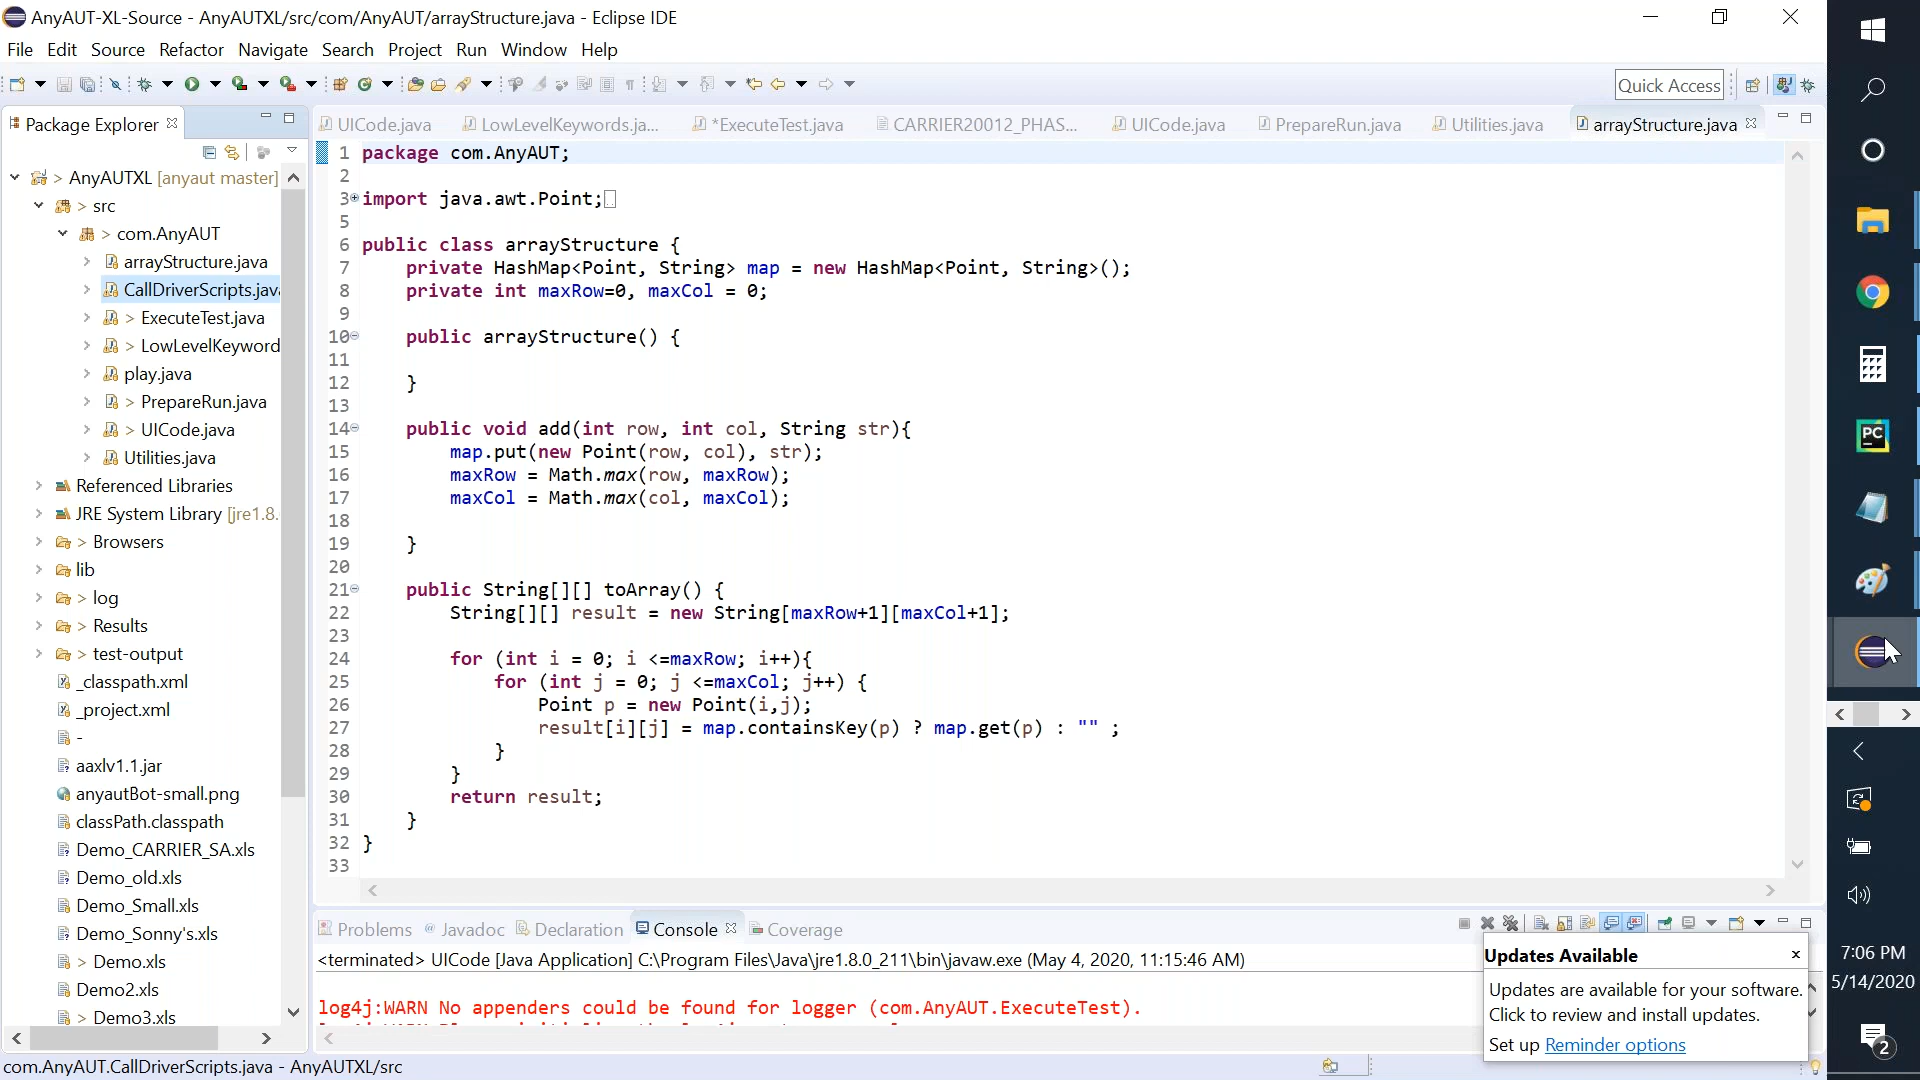 AnyAUT-XL-Source - AnyAUTXL/src/com/AnyAUT/arrayStructure.java - Eclipse IDE
File Edit Source Refactor Navigate Search Project Run Window Help
Quick Access
Package Explorer
UICode.java LowLevelKeywords.ja... *ExecuteTest.java CARRIER20012_PHAS... UICode.java PrepareRun.java Utilities.java arrayStructure.java
> AnyAUTXL [anyaut master]
> src
> com.AnyAUT
arrayStructure.java
CallDriverScripts.java
> ExecuteTest.java
> LowLevelKeyword
play.java
> PrepareRun.java
> UICode.java
Utilities.java
Referenced Libraries
JRE System Library [jre1.8.
> Browsers
lib
> log
> Results
> test-output
_classpath.xml
_project.xml
-
aaxlv1.1.jar
anyautBot-small.png
classPath.classpath
Demo_CARRIER_SA.xls
Demo_old.xls
Demo_Small.xls
Demo_Sonny's.xls
> Demo.xls
Demo2.xls
> Demo3.xls
1 package com.AnyAUT;
2
3 import java.awt.Point;
5
6 public class arrayStructure {
7 private HashMap<Point, String> map = new HashMap<Point, String>();
8 private int maxRow=0, maxCol = 0;
9
10 public arrayStructure() {
11
12 }
13
14 public void add(int row, int col, String str){
15 map.put(new Point(row, col), str);
16 maxRow = Math.max(row, maxRow);
17 maxCol = Math.max(col, maxCol);
18
19 }
20
21 public String[][] toArray() {
22 String[][] result = new String[maxRow+1][maxCol+1];
23
24 for (int i = 0; i <=maxRow; i++){
25 for (int j = 0; j <=maxCol; j++) {
26 Point p = new Point(i,j);
27 result[i][j] = map.containsKey(p) ? map.get(p) : "" ;
28 }
29 }
30 return result;
31 }
32 }
33
Problems Javadoc Declaration Console Coverage
<terminated> UICode [Java Application] C:\Program Files\Java\jre1.8.0_211\bin\javaw.exe (May 4, 2020, 11:15:46 AM)
log4j:WARN No appenders could be found for logger (com.AnyAUT.ExecuteTest).
Updates Available
Updates are available for your software.
Click to review and install updates.
Set up Reminder options
com.AnyAUT.CallDriverScripts.java - AnyAUTXL/src
PC
7:06 PM
5/14/2020
2